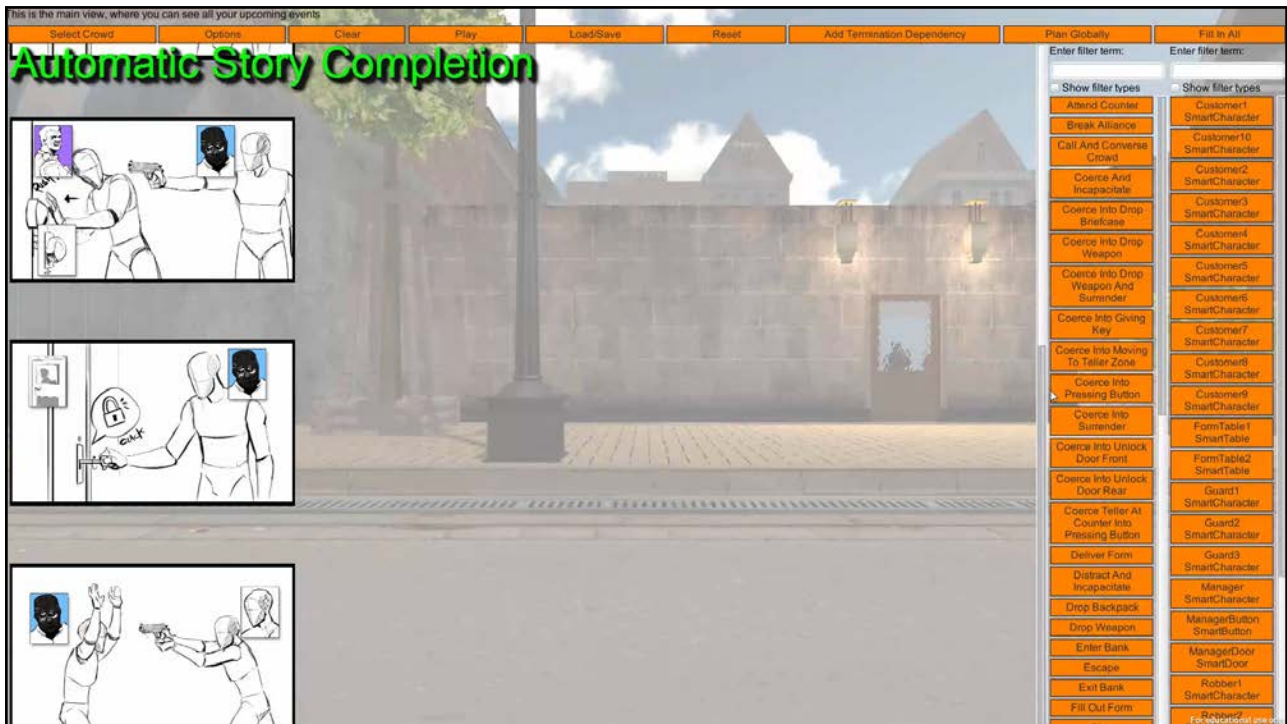 This is the main view, where you can see all your upcoming events
Select Crowd
Options
Clear
Play
Load/Save
Reset
Add Termination Dependency
Plan Globally
Fill In All
Automatic Story Completion
Enter filter term:
Show filter types
Attend Counter
Break Alliance
Call And Converse
Crowd
Coerce And
Incapacitate
Coerce Into Drop
Briefcase
Coerce Into Drop
Weapon
Coerce Into Drop
Weapon And
Surrender
Coerce Into Giving
Key
Coerce Into Moving
To Teller Zone
Coerce Into
Pressing Button
Coerce Into
Surrender
Coerce Into Unlock
Door Front
Coerce Into Unlock
Door Rear
Coerce Teller At
Counter Into
Pressing Button
Deliver Form
Distract And
Incapacitate
Drop Backpack
Drop Weapon
Enter Bank
Escape
Exit Bank
Fill Out Form
Enter filter term:
Show filter types
Customer1
SmartCharacter
Customer10
SmartCharacter
Customer2
SmartCharacter
Customer3
SmartCharacter
Customer4
SmartCharacter
Customer5
SmartCharacter
Customer6
SmartCharacter
Customer7
SmartCharacter
Customer8
SmartCharacter
Customer9
SmartCharacter
FormTable1
SmartTable
FormTable2
SmartTable
Guard1
SmartCharacter
Guard2
SmartCharacter
Guard3
SmartCharacter
Manager
SmartCharacter
ManagerButton
SmartButton
ManagerDoor
SmartDoor
Robber1
SmartCharacter
Robber2
For educational use